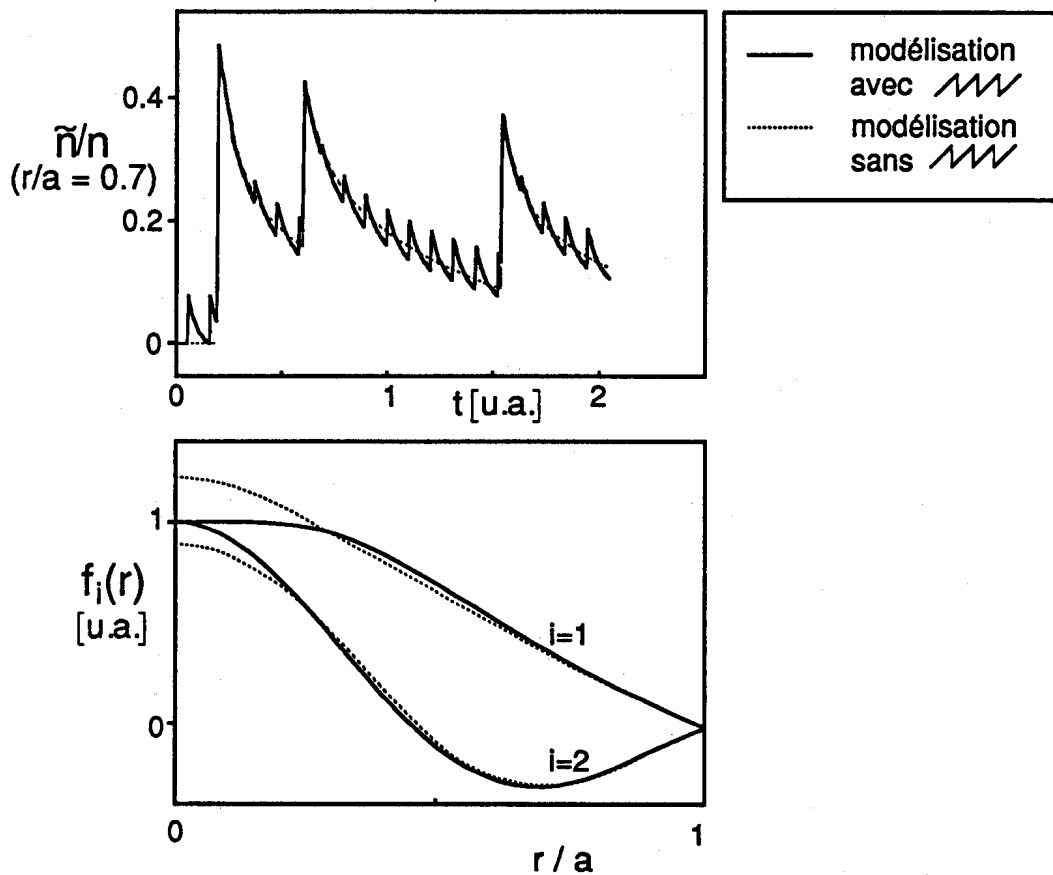 0.4
ñ/n
(r/a = 0.7)
0.2
0
0
1
2
t [u.a.]
modélisation
avec
modélisation
sans
1
f_i(r)
[u.a.]
0
i=1
i=2
0
1
r / a